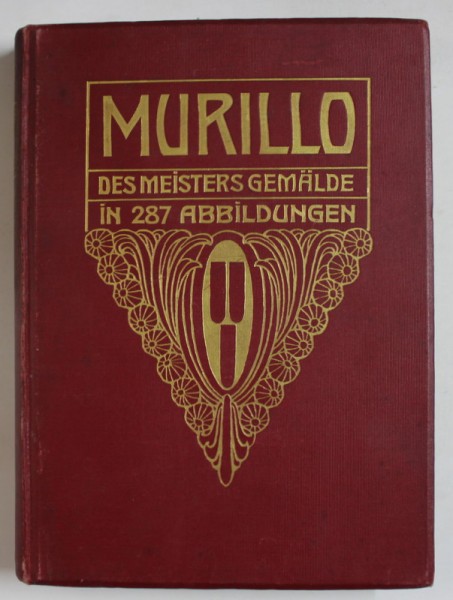 MURILLO
DES MEISTERS GEMÄLDE
IN 287 ABBILDUNGEN